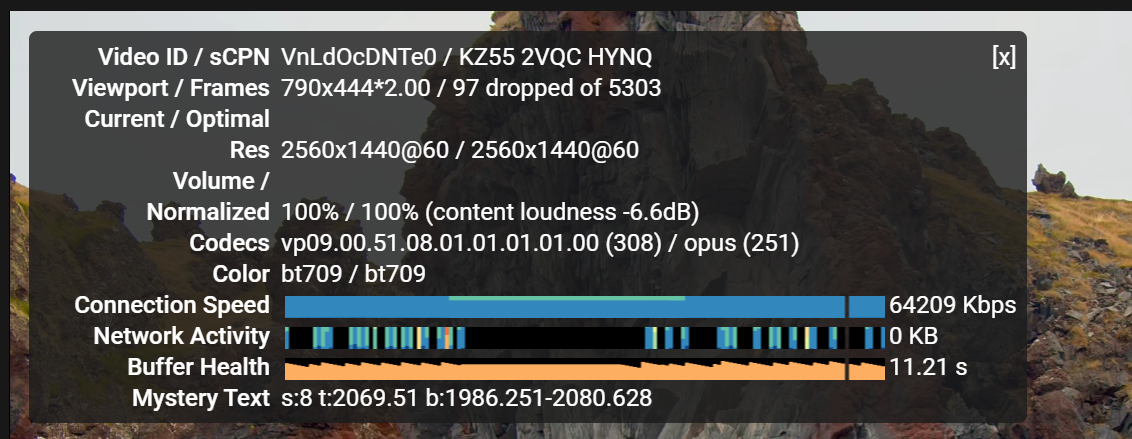 Video ID / sCPN VnLdOcDNTe0 / KZ55 2VQC HYNQ [x]
Viewport / Frames 790x444*2.00 / 97 dropped of 5303
Current / Optimal
Res 2560x1440@60 / 2560x1440@60
Volume /
Normalized 100% / 100% (content loudness -6.6dB)
Codecs vp09.00.51.08.01.01.01.01.00 (308) / opus (251)
Color bt709 / bt709
Connection Speed 64209 Kbps
Network Activity 0 KB
Buffer Health 11.21 s
Mystery Text s:8 t:2069.51 b:1986.251-2080.628